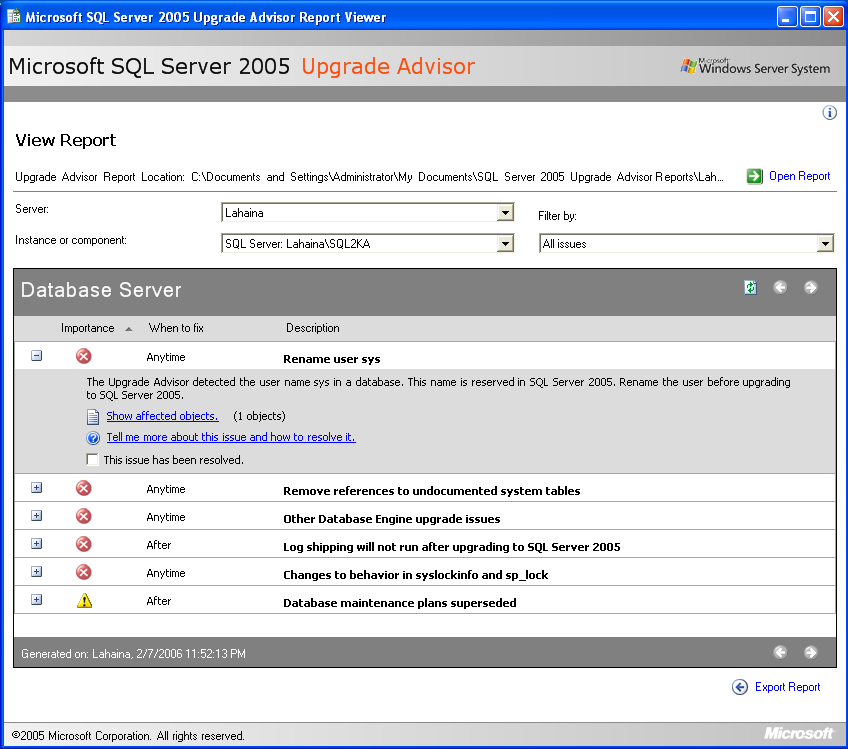 Microsoft SQL Server 2005 Upgrade Advisor Report Viewer
Microsoft SQL Server 2005 Upgrade Advisor
Microsoft Windows Server System
View Report
Upgrade Advisor Report Location: C:\Documents and Settings\Administrator\My Documents\SQL Server 2005 Upgrade Advisor Reports\Lah... Open Report
Server: Lahaina Filter by:
Instance or component: SQL Server: Lahaina\SQL2KA All issues
Database Server
Importance When to fix Description
Anytime Rename user sys
The Upgrade Advisor detected the user name sys in a database. This name is reserved in SQL Server 2005. Rename the user before upgrading
to SQL Server 2005.
Show affected objects. (1 objects)
Tell me more about this issue and how to resolve it.
This issue has been resolved.
Anytime Remove references to undocumented system tables
Anytime Other Database Engine upgrade issues
After Log shipping will not run after upgrading to SQL Server 2005
Anytime Changes to behavior in syslockinfo and sp_lock
After Database maintenance plans superseded
Generated on: Lahaina, 2/7/2006 11:52:13 PM
Export Report
©2005 Microsoft Corporation. All rights reserved. Microsoft